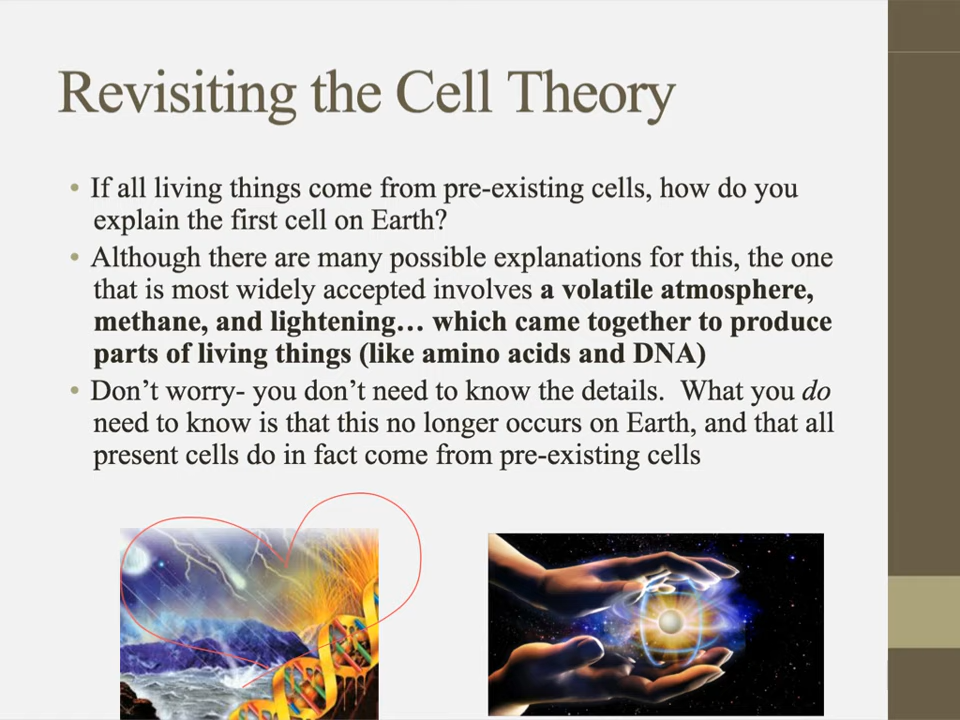 Revisiting the Cell Theory
• If all living things come from pre-existing cells, how do you
explain the first cell on Earth?
• Although there are many possible explanations for this, the one
that is most widely accepted involves a volatile atmosphere,
methane, and lightening… which came together to produce
parts of living things (like amino acids and DNA)
• Don’t worry- you don’t need to know the details.  What you do
need to know is that this no longer occurs on Earth, and that all
present cells do in fact come from pre-existing cells